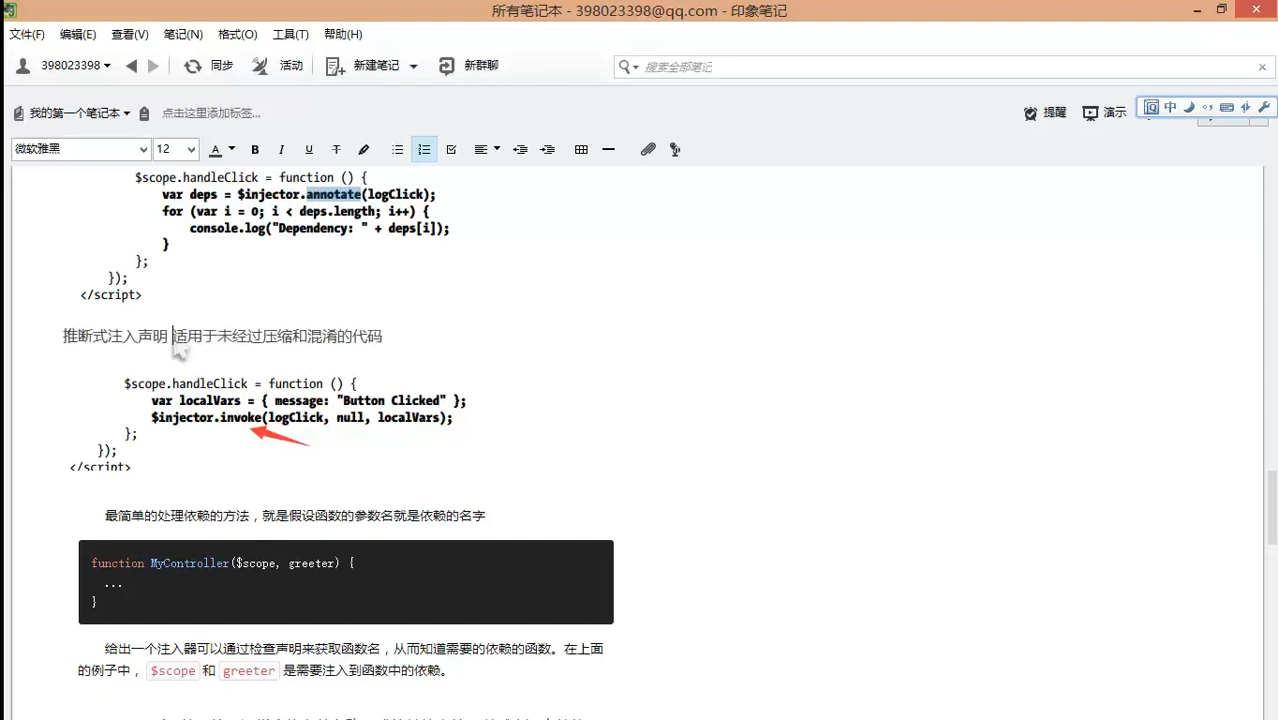 所有笔记本 - 398023398@qq.com - 印象笔记
文件(F) 编辑(E) 查看(V) 笔记(N) 格式(O) 工具(T) 帮助(H)
398023398 同步 活动 新建笔记 新群聊 搜索全部笔记
我的第一个笔记本 点击这里添加标签... 提醒 演示 中
微软雅黑 12 A B I U T
$scope.handleClick = function () {
var deps = $injector.annotate(logClick);
for (var i = 0; i < deps.length; i++) {
console.log("Dependency: " + deps[i]);
}
};
});
</script>
推断式注入声明 适用于未经过压缩和混淆的代码
$scope.handleClick = function () {
var localVars = { message: "Button Clicked" };
$injector.invoke(logClick, null, localVars);
};
});
</script>
最简单的处理依赖的方法，就是假设函数的参数名就是依赖的名字
function MyController($scope, greeter) {
...
}
给出一个注入器可以通过检查声明来获取函数名，从而知道需要的依赖的函数。在上面
的例子中， $scope 和 greeter 是需要注入到函数中的依赖。